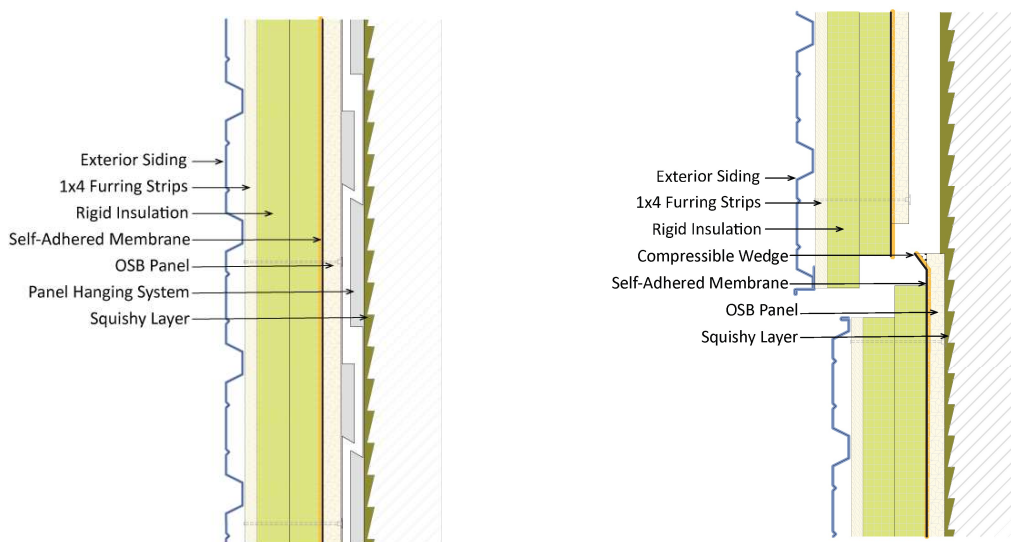 Exterior Siding
1x4 Furring Strips
Rigid Insulation
Self-Adhered Membrane
OSB Panel
Panel Hanging System
Squishy Layer
Exterior Siding
1x4 Furring Strips
Rigid Insulation
Compressible Wedge
Self-Adhered Membrane
OSB Panel
Squishy Layer